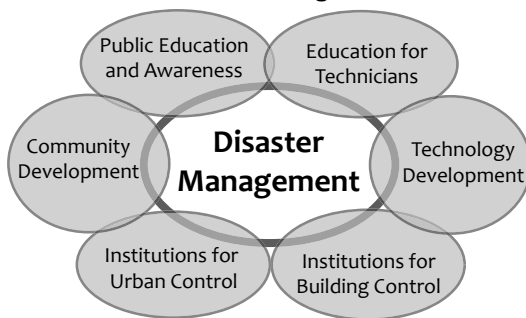 Public Education
and Awareness
Education for
Technicians
Community
Development
Disaster
Management
Technology
Development
Institutions for
Urban Control
Institutions for
Building Control